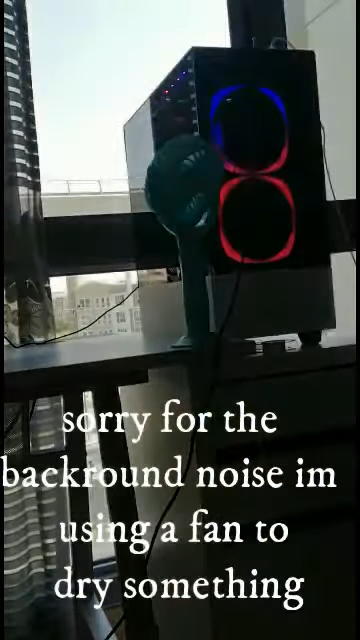 sorry for the
backround noise im
using a fan to
dry something